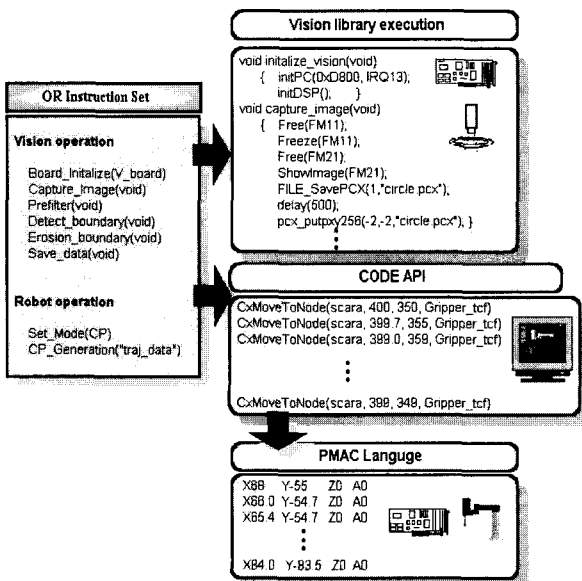 Vision library execution
void initalize_vision(void)
{ initPC(0xD800, IRQ13);
initDSP(); }
void capture_image(void)
{ Free(FM11);
Freeze(FM11);
Free(FM21);
ShowImage(FM21);
FILE_SavePCX(1,"circle.pcx");
delay(500);
pcx_putpxy256(-2,-2,"circle.pcx"); }
OR Instruction Set
Vision operation
Board_Initalize(V_board)
Capture_Image(void)
Prefilter(void)
Detect_boundary(void)
Erosion_boundary(void)
Save_data(void)
Robot operation
Set_Mode(CP)
CP_Generation("traj_data")
CODE API
CxMoveToNode(scara, 400, 350, Gripper_tcf)
CxMoveToNode(scara, 399.7, 355, Gripper_tcf)
CxMoveToNode(scara, 389.0, 359, Gripper_tcf)
CxMoveToNode(scara, 399, 349, Gripper_tcf)
PMAC Languge
X68 Y-55 Z0 A0
X66.0 Y-54.7 Z0 A0
X65.4 Y-54.7 Z0 A0
X84.0 Y-83.5 Z0 A0